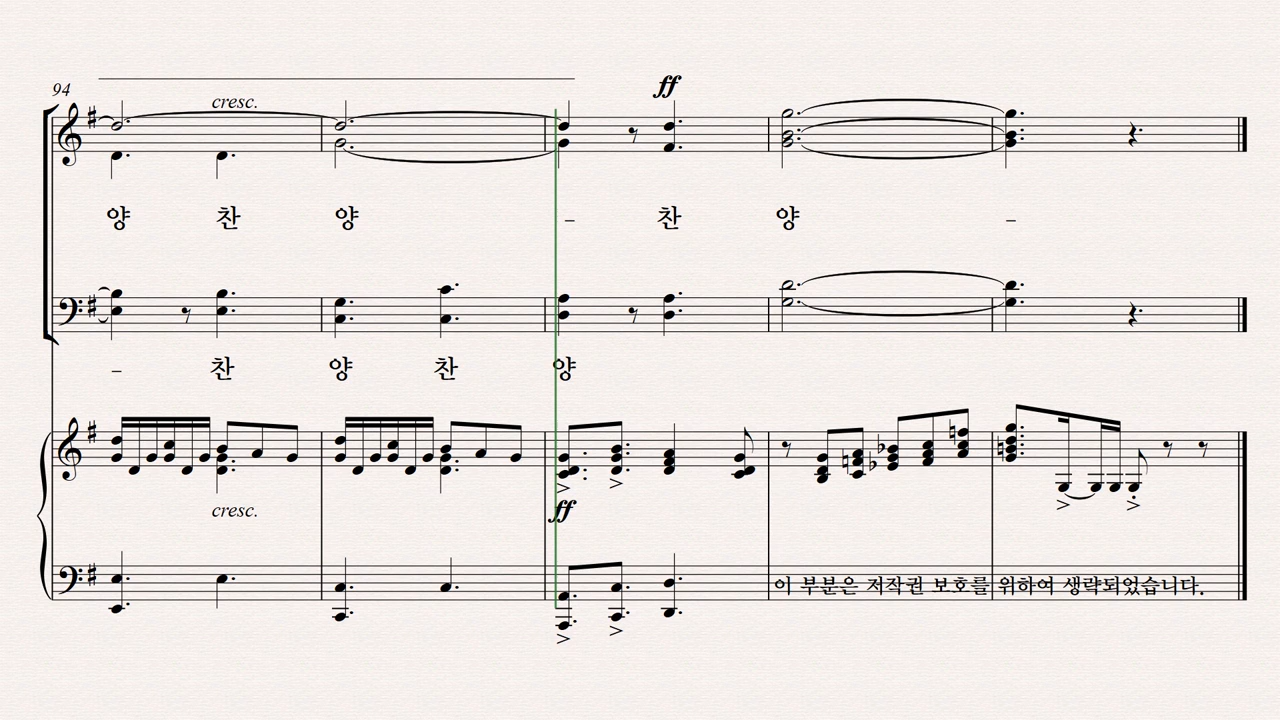 94
cresc.
ff
양 찬 양 - 찬 양 -
- 찬 양 찬 양
cresc.
ff
이 부분은 저작권 보호를 위하여 생략되었습니다.